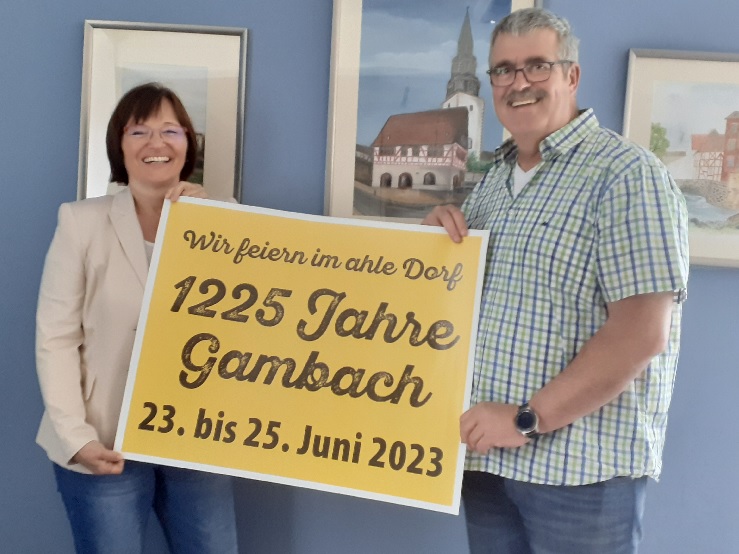 Wir feiern im ahle Dorf
1225 Jahre
Gambach
23. bis 25. Juni 2023